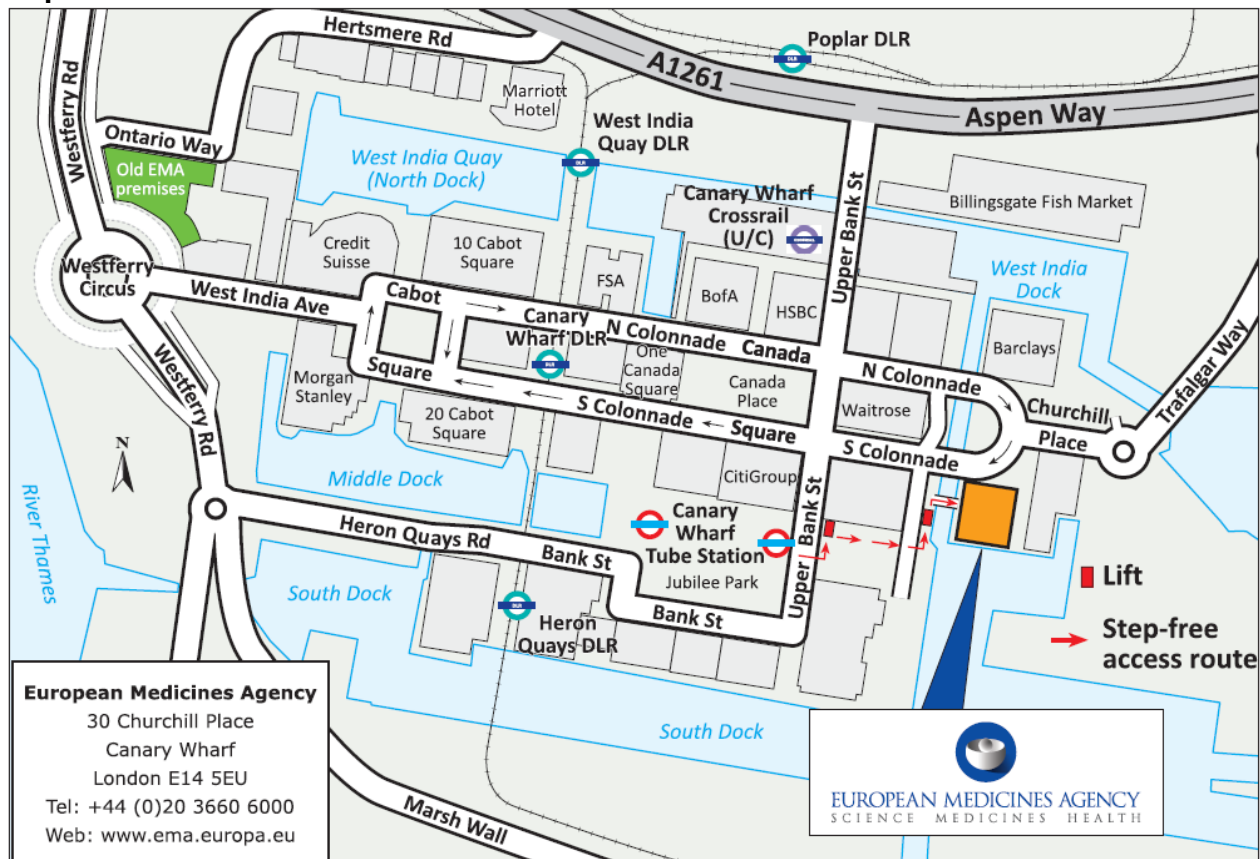 Hertsmere Rd
Poplar DLR
DLR
A1261
Aspen Way
Westferry Rd
Marriott
Hotel
West India
Quay DLR
DLR
Ontario Way
Old EMA
premises
West India Quay
(North Dock)
Canary Wharf
Crossrail
(U/C)
Upper Bank St
Billingsgate Fish Market
Westferry
Circus
Credit
Suisse
10 Cabot
Square
FSA
BofA
HSBC
West India
Dock
West India Ave
Cabot
Canary
Wharf DLR
DLR
N Colonnade
Canada
Barclays
Trafalgar Way
Morgan
Stanley
Square
One
Canada
Square
Canada
Place
N Colonnade
Waitrose
Churchill
Place
Westferry Rd
20 Cabot
Square
S Colonnade
Square
S Colonnade
N
Middle Dock
CitiGroup
River Thames
Heron Quays Rd
Bank St
Canary
Wharf
Tube Station
Jubilee Park
Upper Bank St
Lift
South Dock
DLR
Heron
Quays DLR
Bank St
Step-free
access route
European Medicines Agency
30 Churchill Place
Canary Wharf
London E14 5EU
Tel: +44 (0)20 3660 6000
Web: www.ema.europa.eu
South Dock
Marsh Wall
EUROPEAN MEDICINES AGENCY
SCIENCE MEDICINES HEALTH